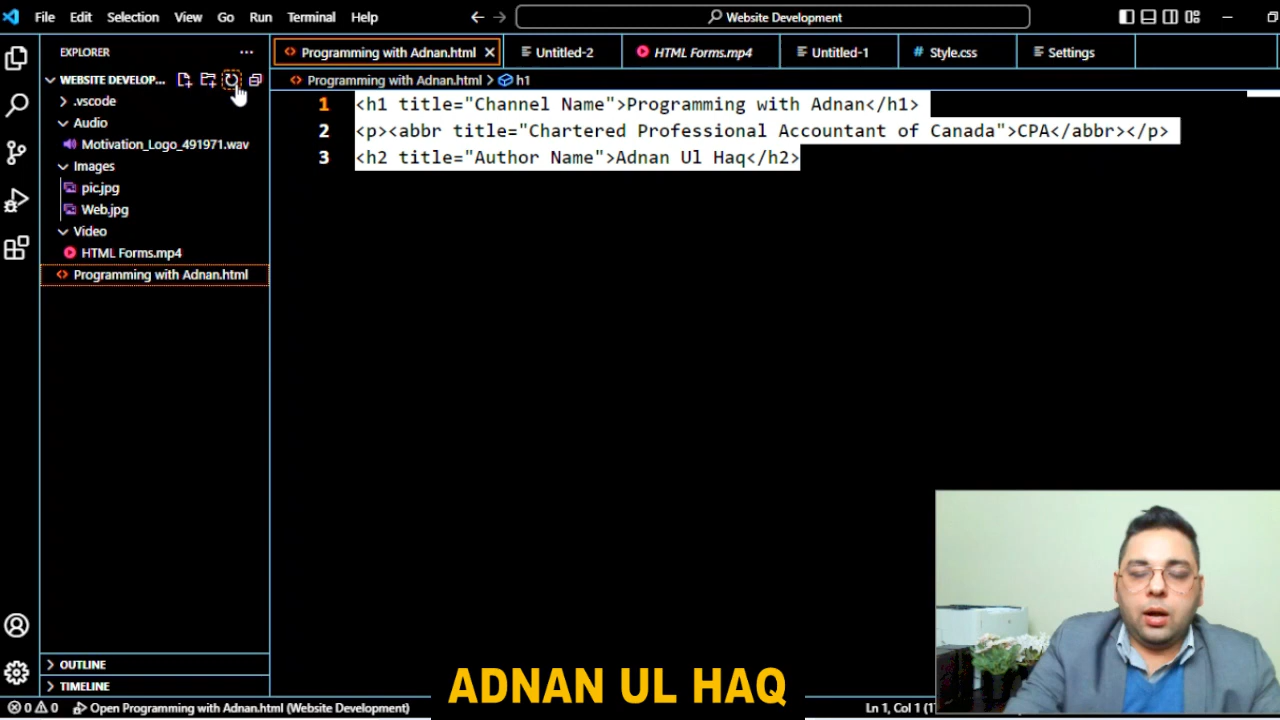 File Edit Selection View Go Run Terminal Help
Website Development
EXPLORER
Programming with Adnan.html
Untitled-2
HTML Forms.mp4
Untitled-1
Style.css
Settings
WEBSITE DEVELOP...
Programming with Adnan.html > h1
.vscode
Audio
Motivation_Logo_491971.wav
Images
pic.jpg
Web.jpg
Video
HTML Forms.mp4
Programming with Adnan.html
1 <h1 title="Channel Name">Programming with Adnan</h1>
2 <p><abbr title="Chartered Professional Accountant of Canada">CPA</abbr></p>
3 <h2 title="Author Name">Adnan Ul Haq</h2>
OUTLINE
TIMELINE
ADNAN UL HAQ
0 0 Open Programming with Adnan.html (Website Development)
Ln 1, Col 1